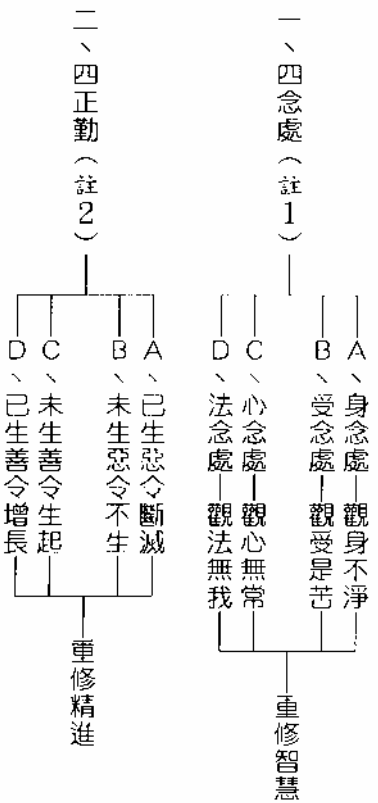 一、四念處（註1）
A、身念處—觀身不淨
B、受念處—觀受是苦
C、心念處—觀心無常
D、法念處—觀法無我
重修智慧
二、四正勤（註2）
A、已生惡令斷滅
B、未生惡令不生
C、未生善令生起
D、已生善令增長
重修精進